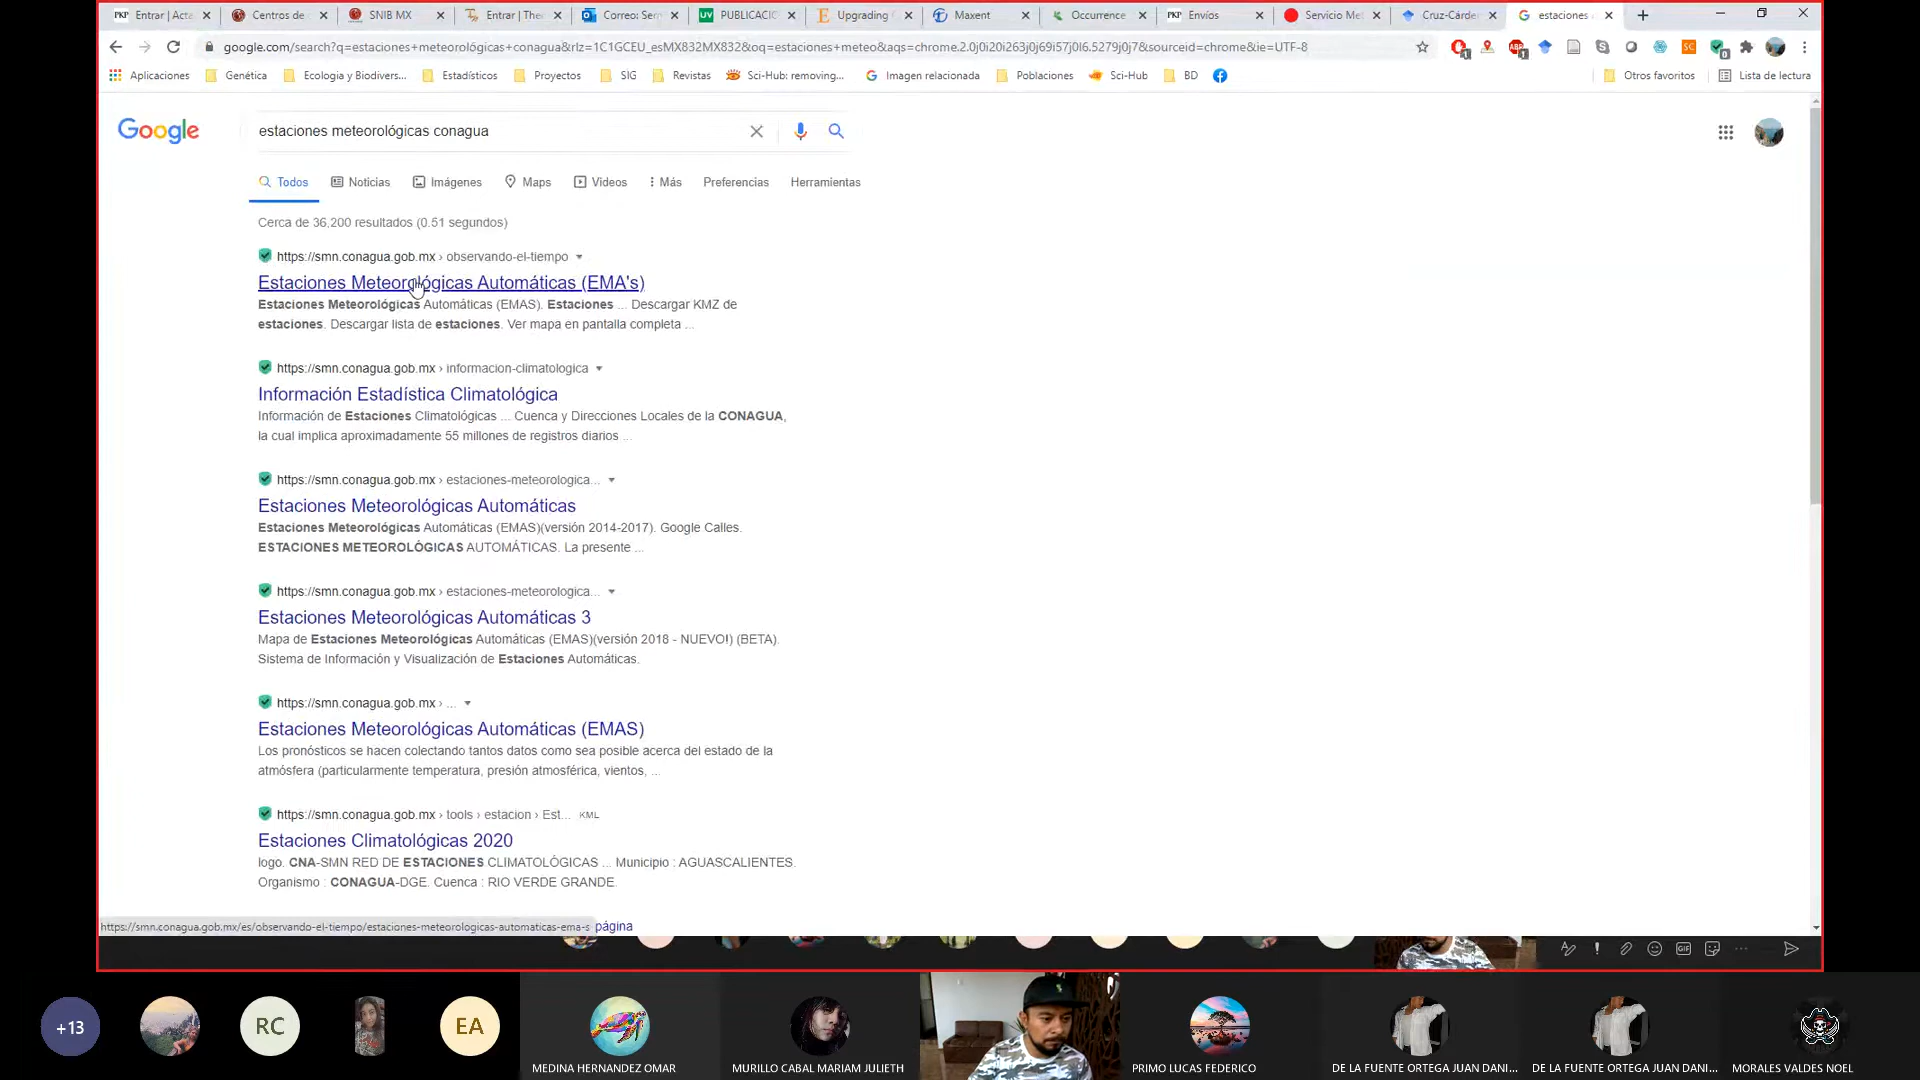 Entrar | Acta
Centros de
SNIB MX
Entrar | The
Correo: Ser
PUBLICACIO
Upgrading
Maxent
Occurrence
Envíos
Servicio Met
Cruz-Cárde
estaciones
google.com/search?q=estaciones+meteorológicas+conagua&rlz=1C1GCEU_esMX832MX832&oq=estaciones+meteo&aqs=chrome.2.0j0i20i263j0j69i57j0l6.5279j0j7&sourceid=chrome&ie=UTF-8
Aplicaciones
Genética
Ecologia y Biodivers...
Estadísticos
Proyectos
SIG
Revistas
Sci-Hub: removing...
Imagen relacionada
Poblaciones
Sci-Hub
BD
Otros favoritos
Lista de lectura
Google
estaciones meteorológicas conagua
Todos
Noticias
Imágenes
Maps
Videos
Más
Preferencias
Herramientas
Cerca de 36,200 resultados (0.51 segundos)
https://smn.conagua.gob.mx › observando-el-tiempo
Estaciones Meteorológicas Automáticas (EMA's)
Estaciones Meteorológicas Automáticas (EMAS). Estaciones ... Descargar KMZ de
estaciones. Descargar lista de estaciones. Ver mapa en pantalla completa ...
https://smn.conagua.gob.mx › informacion-climatologica
Información Estadística Climatológica
Información de Estaciones Climatológicas ... Cuenca y Direcciones Locales de la CONAGUA,
la cual implica aproximadamente 55 millones de registros diarios ...
https://smn.conagua.gob.mx › estaciones-meteorologica...
Estaciones Meteorológicas Automáticas
Estaciones Meteorológicas Automáticas (EMAS)(versión 2014-2017). Google Calles.
ESTACIONES METEOROLÓGICAS AUTOMÁTICAS. La presente ...
https://smn.conagua.gob.mx › estaciones-meteorologica...
Estaciones Meteorológicas Automáticas 3
Mapa de Estaciones Meteorológicas Automáticas (EMAS)(versión 2018 - NUEVO!) (BETA).
Sistema de Información y Visualización de Estaciones Automáticas.
https://smn.conagua.gob.mx › ...
Estaciones Meteorológicas Automáticas (EMAS)
Los pronósticos se hacen colectando tantos datos como sea posible acerca del estado de la
atmósfera (particularmente temperatura, presión atmosférica, vientos, ...
https://smn.conagua.gob.mx › tools › estacion › Est... KML
Estaciones Climatológicas 2020
logo. CNA-SMN RED DE ESTACIONES CLIMATOLÓGICAS ... Municipio : AGUASCALIENTES.
Organismo : CONAGUA-DGE. Cuenca : RIO VERDE GRANDE.
https://smn.conagua.gob.mx/es/observando-el-tiempo/estaciones-meteorologicas-automaticas-ema-s
página
+13
RC
EA
MEDINA HERNANDEZ OMAR
MURILLO CABAL MARIAM JULIETH
PRIMO LUCAS FEDERICO
DE LA FUENTE ORTEGA JUAN DANI...
DE LA FUENTE ORTEGA JUAN DANI...
MORALES VALDES NOEL